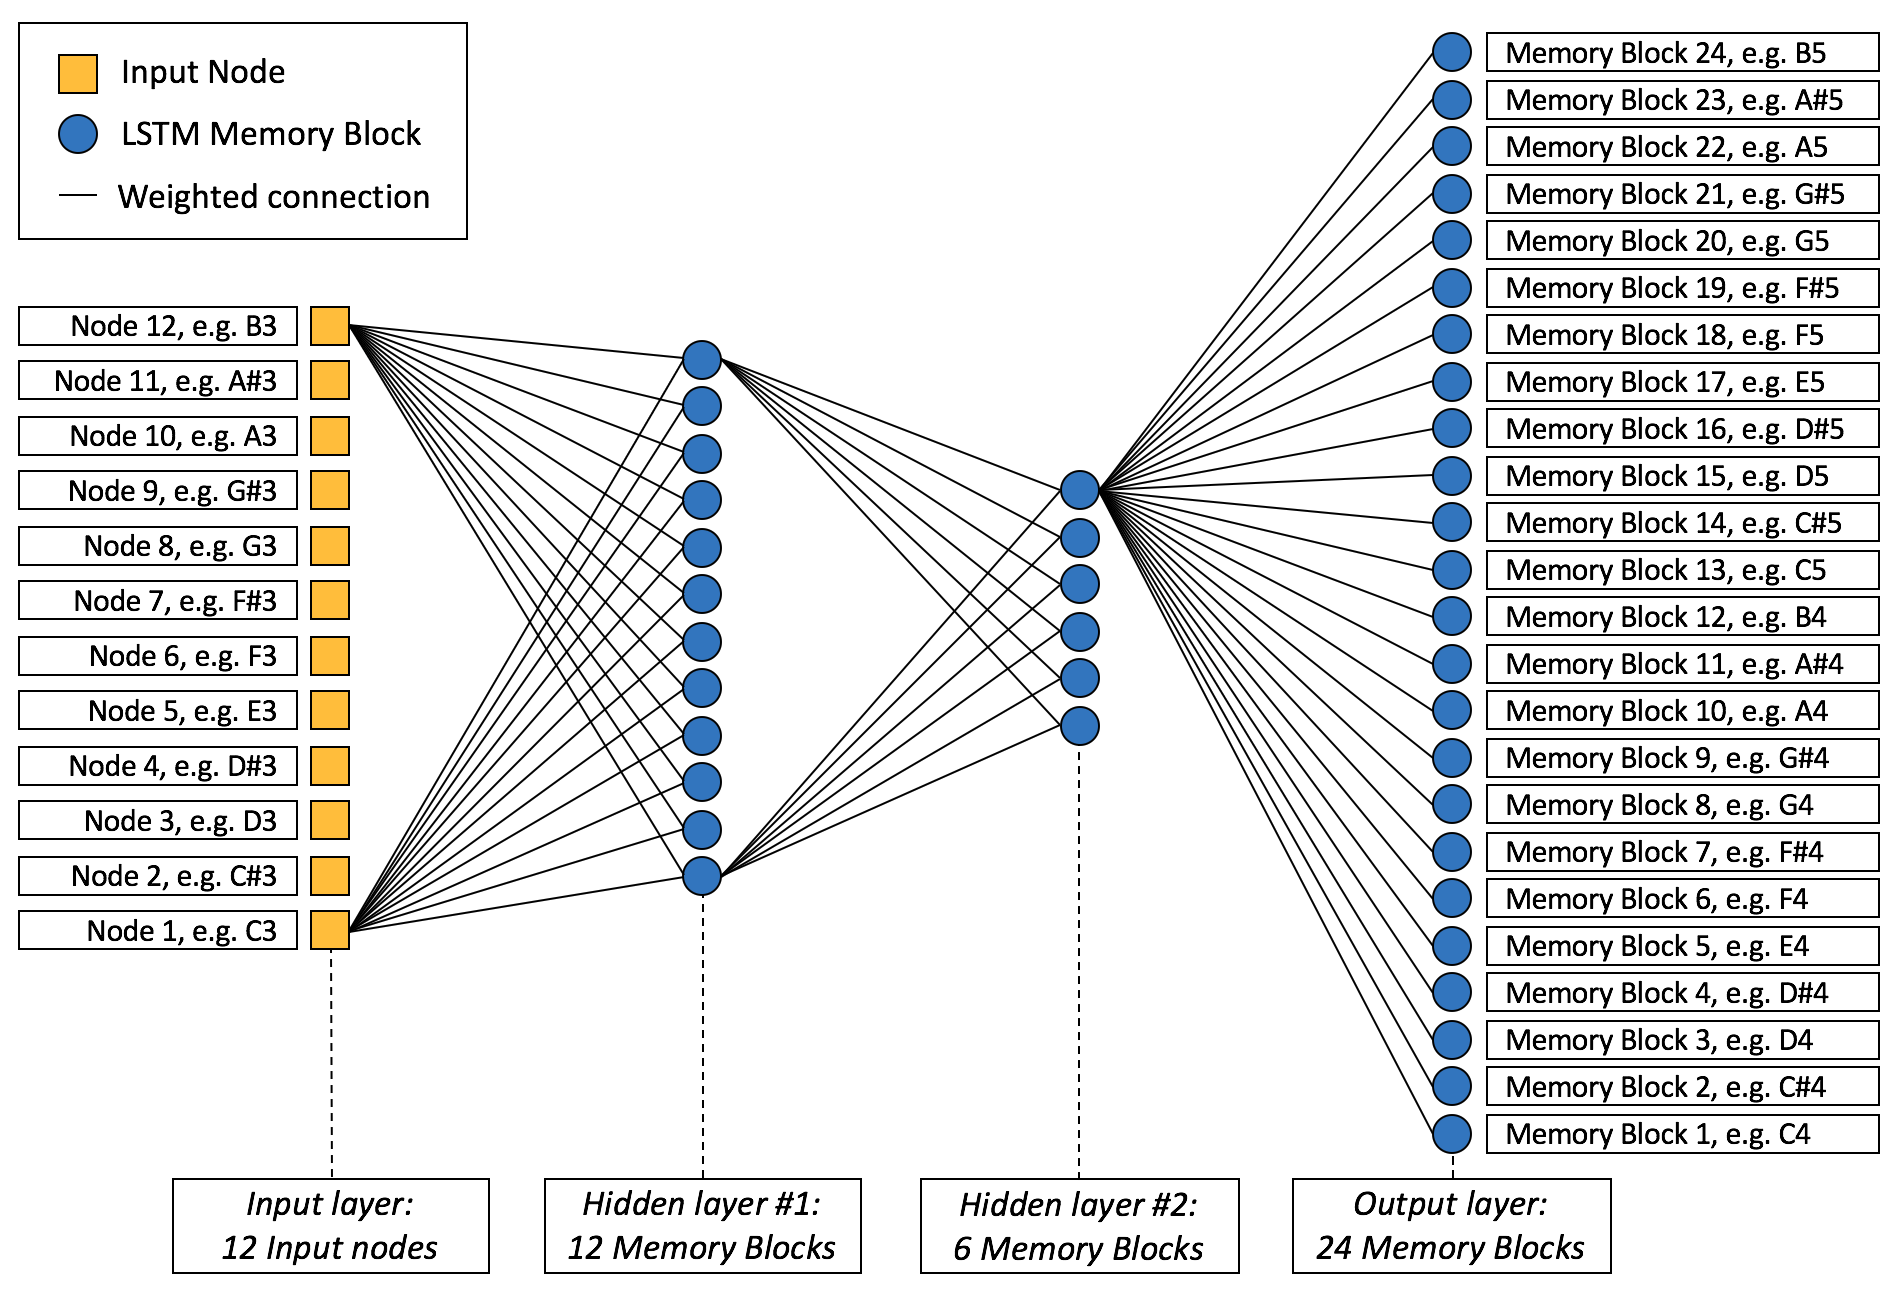 Input Node
LSTM Memory Block
Weighted connection
Node 12, e.g. B3
Node 11, e.g. A#3
Node 10, e.g. A3
Node 9, e.g. G#3
Node 8, e.g. G3
Node 7, e.g. F#3
Node 6, e.g. F3
Node 5, e.g. E3
Node 4, e.g. D#3
Node 3, e.g. D3
Node 2, e.g. C#3
Node 1, e.g. C3
Memory Block 24, e.g. B5
Memory Block 23, e.g. A#5
Memory Block 22, e.g. A5
Memory Block 21, e.g. G#5
Memory Block 20, e.g. G5
Memory Block 19, e.g. F#5
Memory Block 18, e.g. F5
Memory Block 17, e.g. E5
Memory Block 16, e.g. D#5
Memory Block 15, e.g. D5
Memory Block 14, e.g. C#5
Memory Block 13, e.g. C5
Memory Block 12, e.g. B4
Memory Block 11, e.g. A#4
Memory Block 10, e.g. A4
Memory Block 9, e.g. G#4
Memory Block 8, e.g. G4
Memory Block 7, e.g. F#4
Memory Block 6, e.g. F4
Memory Block 5, e.g. E4
Memory Block 4, e.g. D#4
Memory Block 3, e.g. D4
Memory Block 2, e.g. C#4
Memory Block 1, e.g. C4
Input layer:
12 Input nodes
Hidden layer #1:
12 Memory Blocks
Hidden layer #2:
6 Memory Blocks
Output layer:
24 Memory Blocks